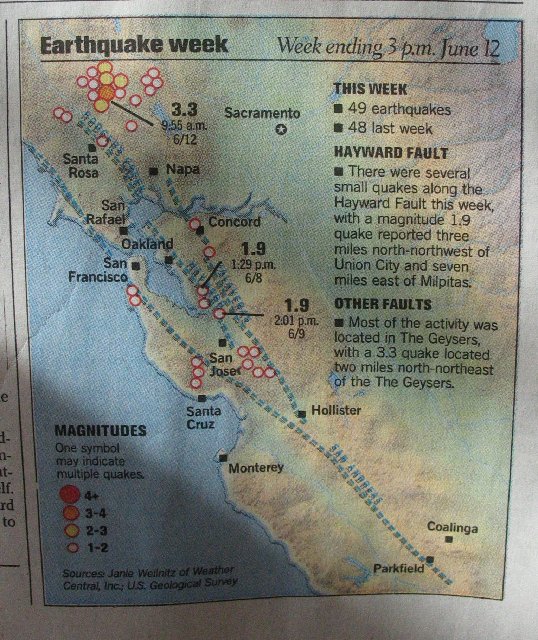 Earthquake week
Week ending 3 p.m. June 12
THIS WEEK
49 earthquakes
48 last week
HAYWARD FAULT
There were several
small quakes along the
Hayward Fault this week,
with a magnitude 1.9
quake reported three
miles north-northwest of
Union City and seven
miles east of Milpitas.
OTHER FAULTS
Most of the activity was
located in The Geysers,
with a 3.3 quake located
two miles north-northeast
of the The Geysers.
3.3
9:55 a.m.
6/12
Sacramento
Santa
Rosa
Napa
San
Rafael
Concord
Oakland
San
Francisco
1.9
1:29 p.m.
6/8
1.9
2:01 p.m.
6/9
San
Jose
Santa
Cruz
Hollister
Monterey
SAN ANDREAS
Coalinga
Parkfield
MAGNITUDES
One symbol
may indicate
multiple quakes.
4+
3-4
2-3
1-2
Sources: Janie Wellnitz of Weather
Central, Inc.; U.S. Geological Survey
to